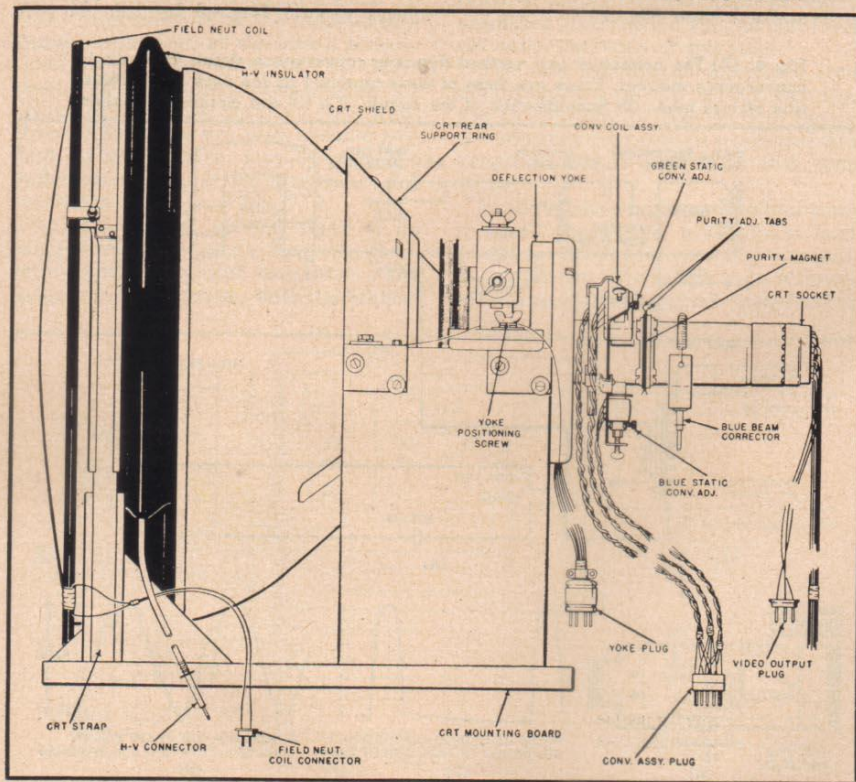 FIELD NEUT COIL
H-V INSULATOR
CRT SHIELD
CRT REAR
SUPPORT RING
CONV. COIL ASSY
DEFLECTION YOKE
GREEN STATIC
CONV. ADJ.
PURITY ADJ. TABS
PURITY MAGNET
CRT SOCKET
YOKE
POSITIONING
SCREW
BLUE BEAM
CORRECTOR
BLUE STATIC
CONV. ADJ.
YOKE PLUG
VIDEO OUTPUT
PLUG
CRT STRAP
H-V CONNECTOR
FIELD NEUT.
COIL CONNECTOR
CRT MOUNTING BOARD
CONV. ASSY. PLUG